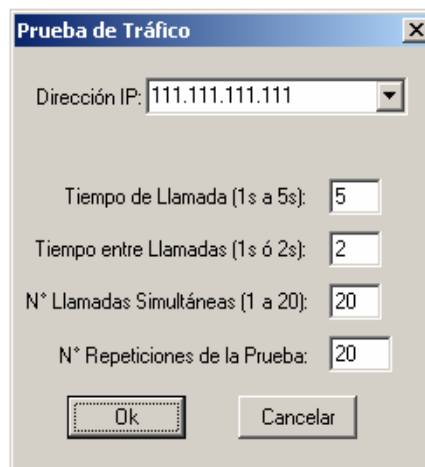 Prueba de Tráfico
Dirección IP: 111.111.111.111
Tiempo de Llamada (1s a 5s): 5
Tiempo entre Llamadas (1s ó 2s): 2
N° Llamadas Simultáneas (1 a 20): 20
N° Repeticiones de la Prueba: 20
Ok Cancelar